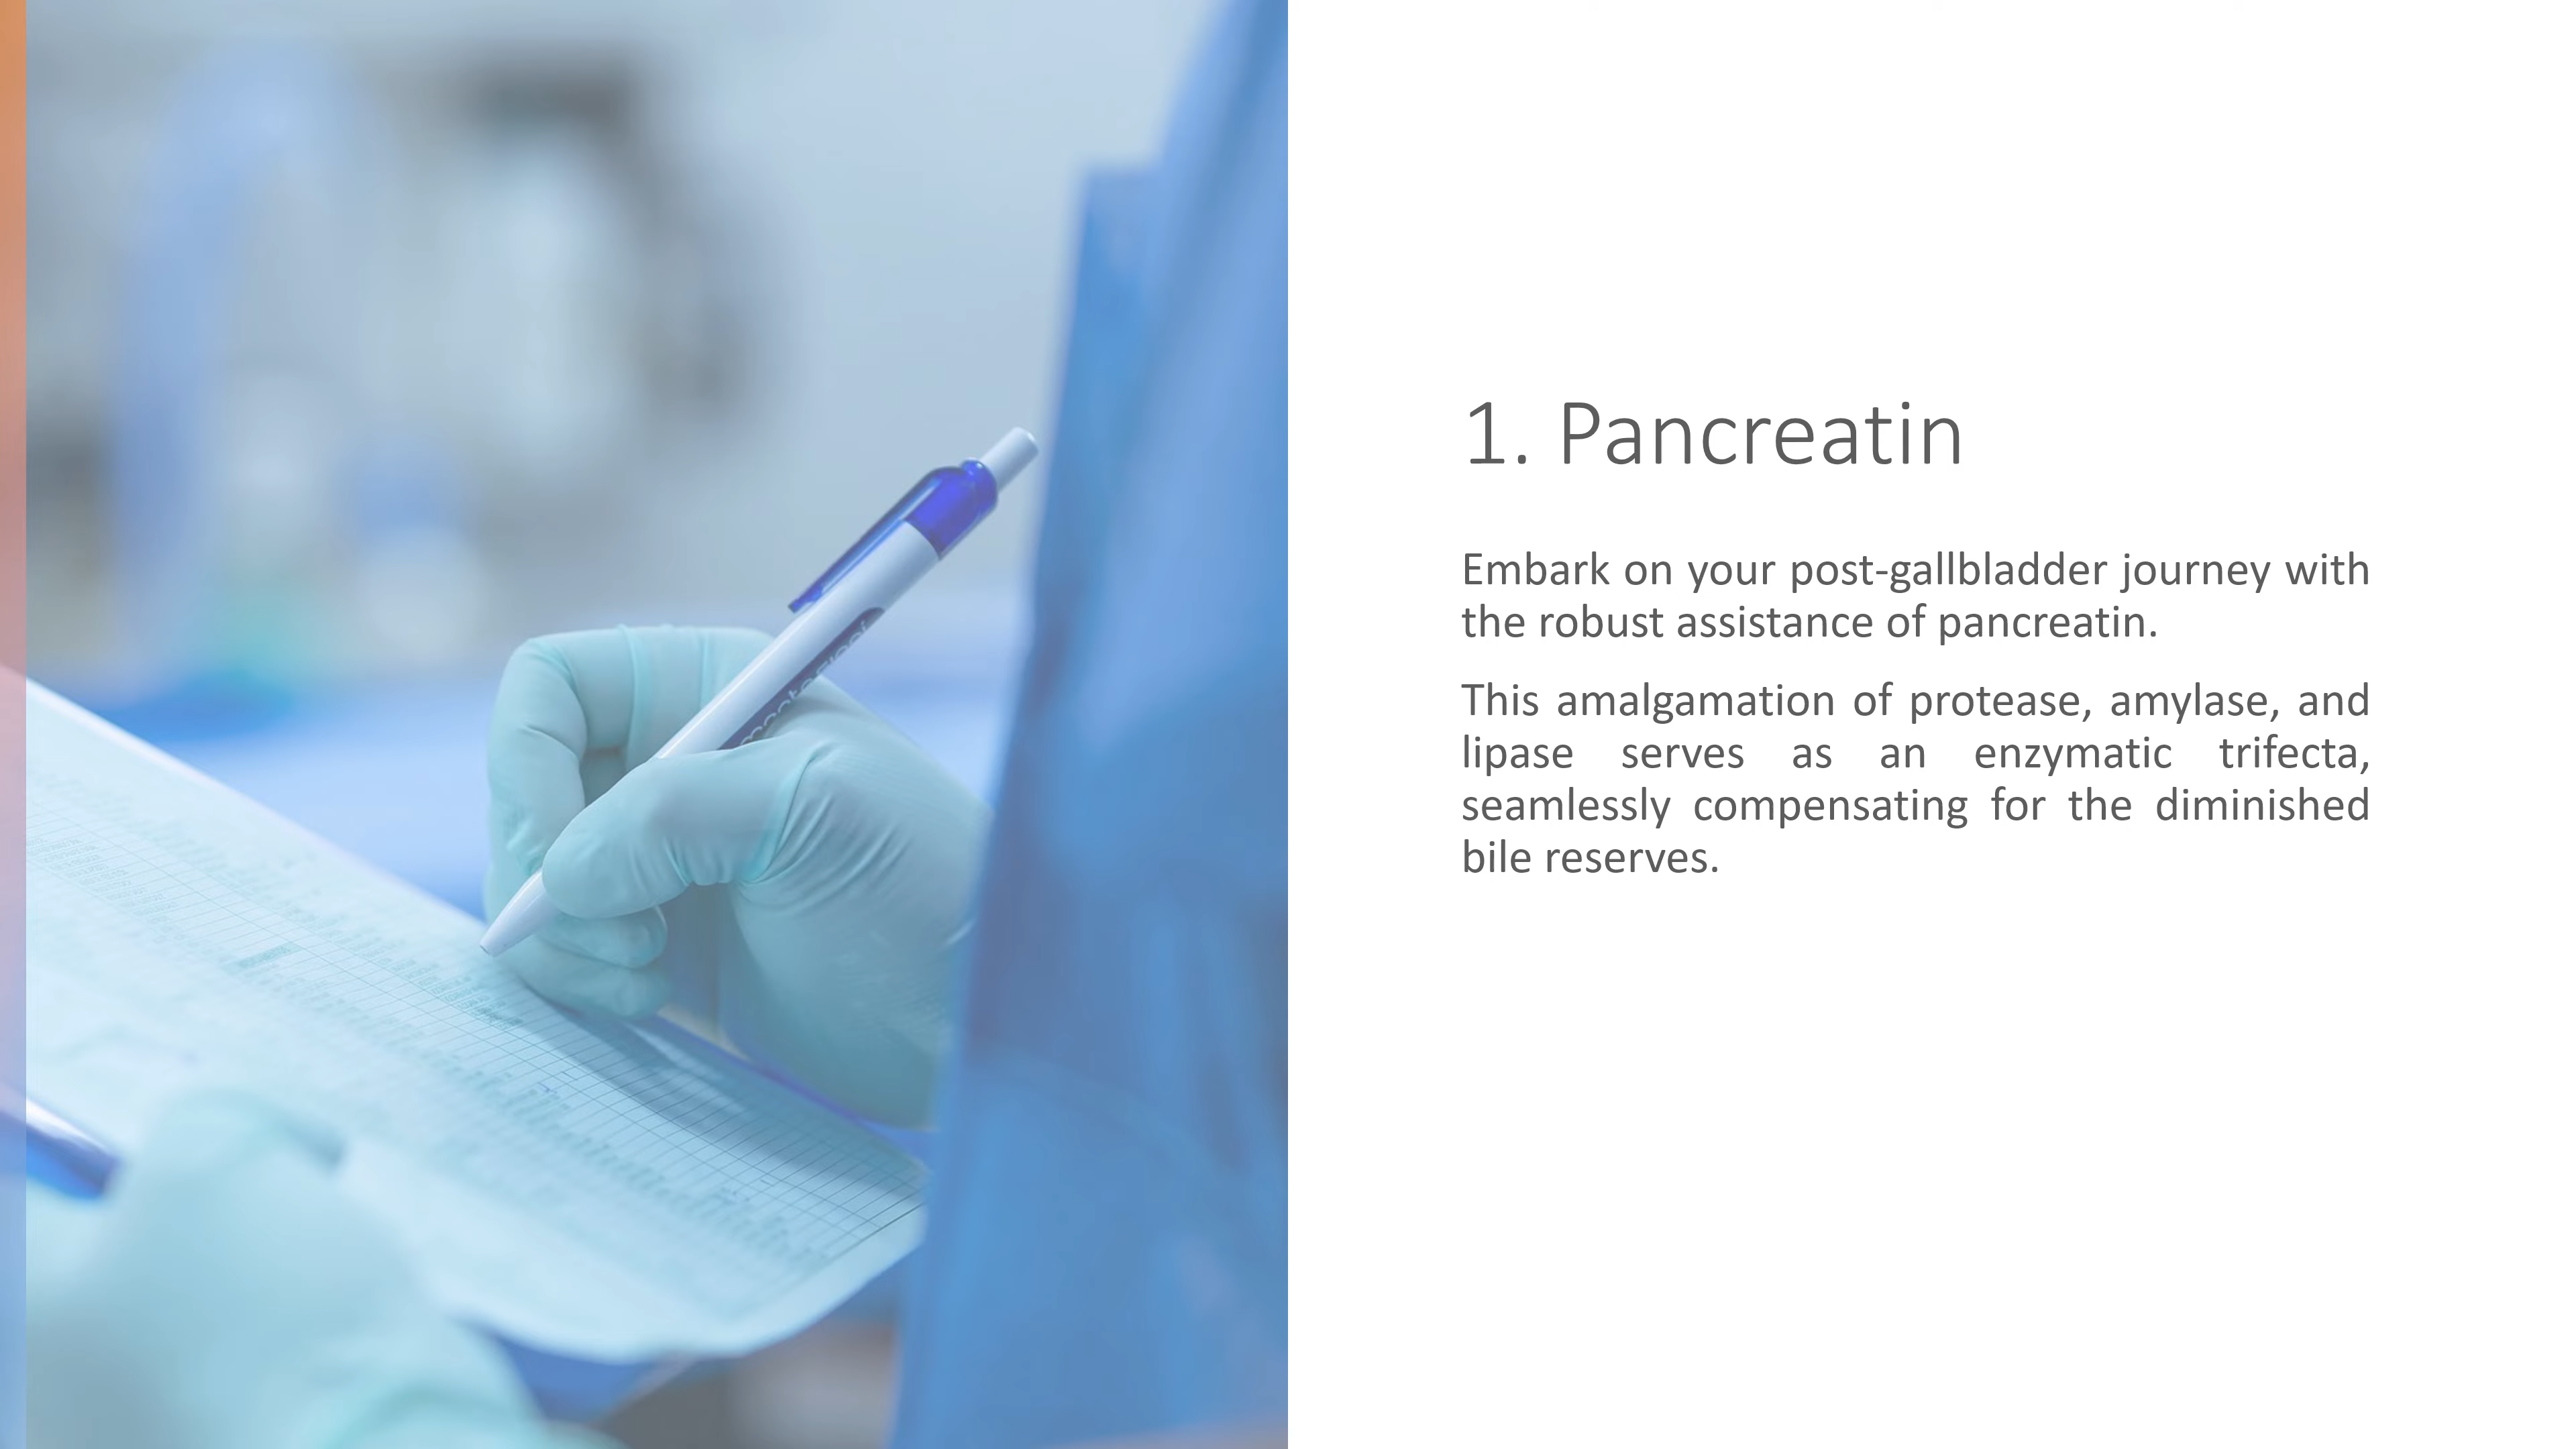 1. Pancreatin
Embark on your post-gallbladder journey with
the robust assistance of pancreatin.
This amalgamation of protease, amylase, and
lipase serves as an enzymatic trifecta,
seamlessly compensating for the diminished
bile reserves.